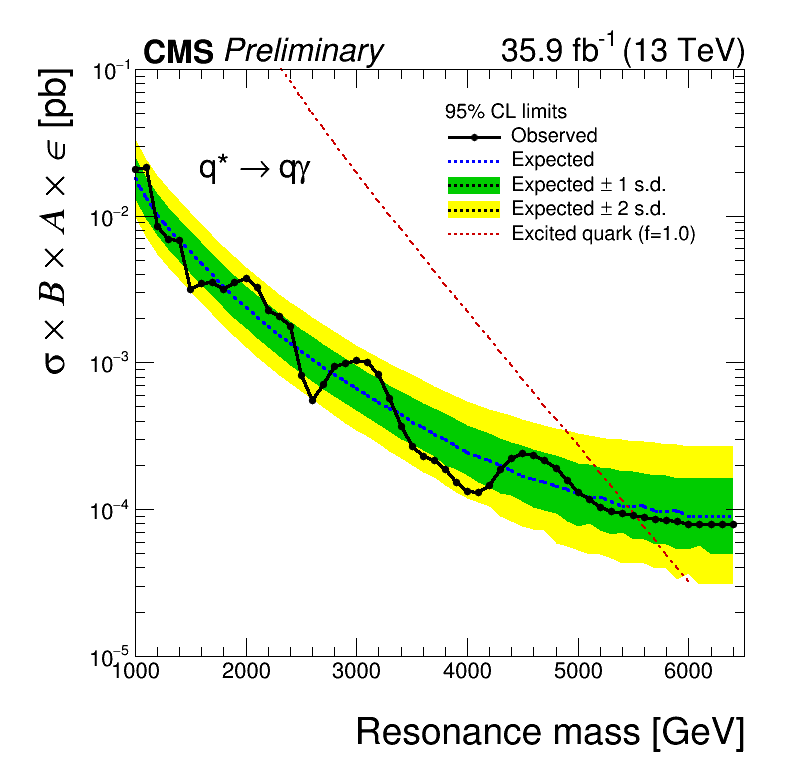 CMS Preliminary 35.9 fb⁻¹ (13 TeV)
σ × B × A × ϵ [pb]
10⁻¹
10⁻²
10⁻³
10⁻⁴
10⁻⁵
q* → qγ
95% CL limits
Observed
Expected
Expected ± 1 s.d.
Expected ± 2 s.d.
Excited quark (f=1.0)
1000 2000 3000 4000 5000 6000
Resonance mass [GeV]